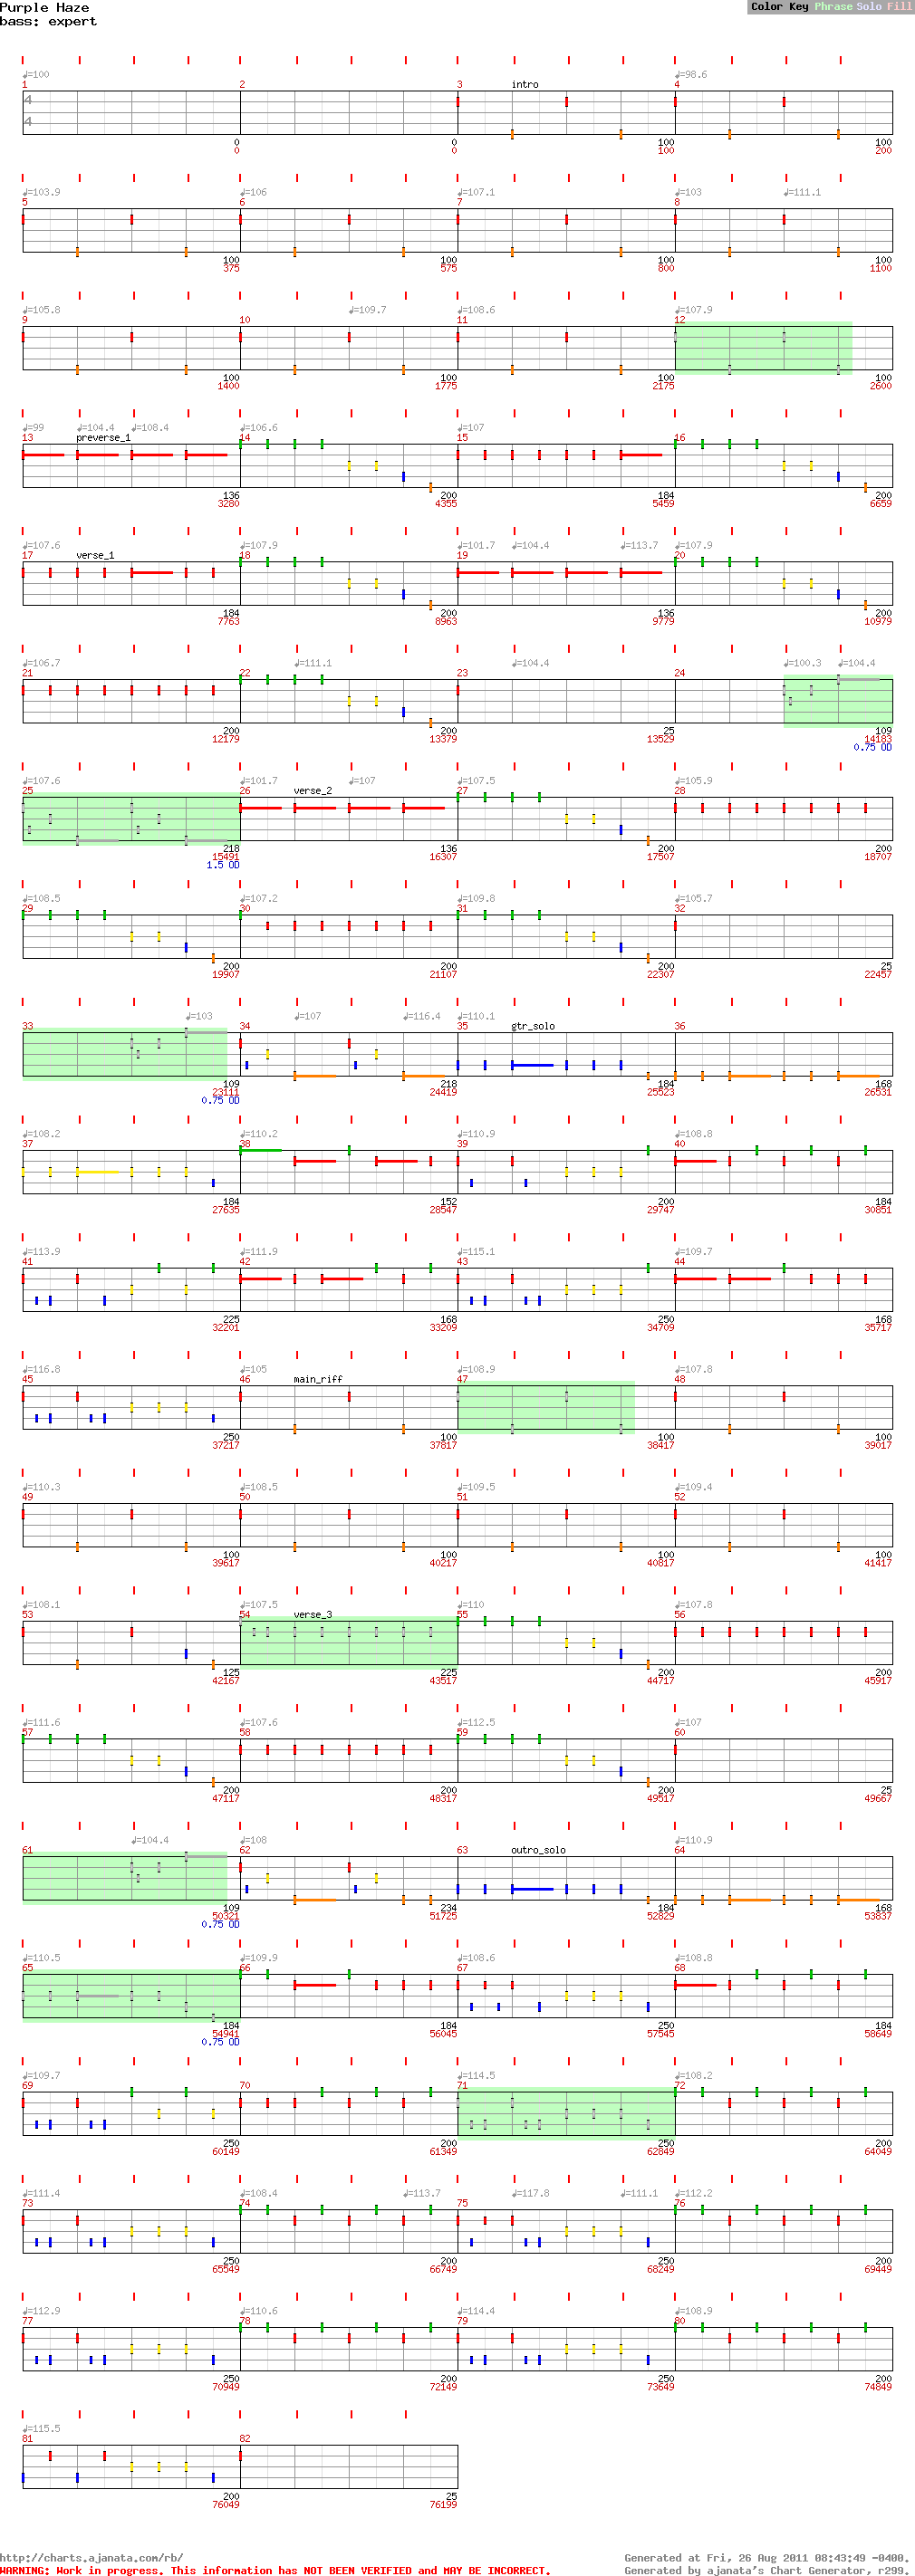 Purple Haze
bass: expert
Color Key Phrase Solo Fill
♩=100 ♩=98.6
1 2 3 intro 4
4
4
0 0 100 100
0 0 100 200
♩=103.9 ♩=106 ♩=107.1 ♩=103 ♩=111.1
5 6 7 8
100 100 100 100
375 575 800 1100
♩=105.8 ♩=109.7 ♩=108.6 ♩=107.9
9 10 11 12
100 100 100 100
1400 1775 2175 2600
♩=99 ♩=104.4 ♩=108.4 ♩=106.6 ♩=107
13 preverse_1 14 15 16
136 200 184 200
3280 4355 5459 6659
♩=107.6 ♩=107.9 ♩=101.7 ♩=104.4 ♩=113.7 ♩=107.9
17 verse_1 18 19 20
184 200 136 200
7763 8963 9779 10979
♩=106.7 ♩=111.1 ♩=104.4 ♩=100.3 ♩=104.4
21 22 23 24
200 200 25 109
12179 13379 13529 14183
0.75 OD
♩=107.6 ♩=101.7 ♩=107 ♩=107.5 ♩=105.9
25 26 verse_2 27 28
218 136 200 200
15491 16307 17507 18707
1.5 OD
♩=108.5 ♩=107.2 ♩=109.8 ♩=105.7
29 30 31 32
200 200 200 25
19907 21107 22307 22457
♩=103 ♩=107 ♩=116.4 ♩=110.1
33 34 35 gtr_solo 36
109 218 184 168
23111 24419 25523 26531
0.75 OD
♩=108.2 ♩=110.2 ♩=110.9 ♩=108.8
37 38 39 40
184 152 200 184
27635 28547 29747 30851
♩=113.9 ♩=111.9 ♩=115.1 ♩=109.7
41 42 43 44
225 168 250 168
32201 33209 34709 35717
♩=116.8 ♩=105 ♩=108.9 ♩=107.8
45 46 main_riff 47 48
250 100 100 100
37217 37817 38417 39017
♩=110.3 ♩=108.5 ♩=109.5 ♩=109.4
49 50 51 52
100 100 100 100
39617 40217 40817 41417
♩=108.1 ♩=107.5 ♩=110 ♩=107.8
53 54 verse_3 55 56
125 225 200 200
42167 43517 44717 45917
♩=111.6 ♩=107.6 ♩=112.5 ♩=107
57 58 59 60
200 200 200 25
47117 48317 49517 49667
♩=104.4 ♩=108 ♩=110.9
61 62 63 outro_solo 64
109 234 184 168
50321 51725 52829 53837
0.75 OD
♩=110.5 ♩=109.9 ♩=108.6 ♩=108.8
65 66 67 68
184 184 250 184
54941 56045 57545 58649
0.75 OD
♩=109.7 ♩=114.5 ♩=108.2
69 70 71 72
250 200 250 200
60149 61349 62849 64049
♩=111.4 ♩=108.4 ♩=113.7 ♩=117.8 ♩=111.1 ♩=112.2
73 74 75 76
250 200 250 200
65549 66749 68249 69449
♩=112.9 ♩=110.6 ♩=114.4 ♩=108.9
77 78 79 80
250 200 250 200
70949 72149 73649 74849
♩=115.5
81 82
200 25
76049 76199
http://charts.ajanata.com/rb/ Generated at Fri, 26 Aug 2011 08:43:49 -0400.
WARNING: Work in progress. This information has NOT BEEN VERIFIED and MAY BE INCORRECT. Generated by ajanata's Chart Generator, r299.